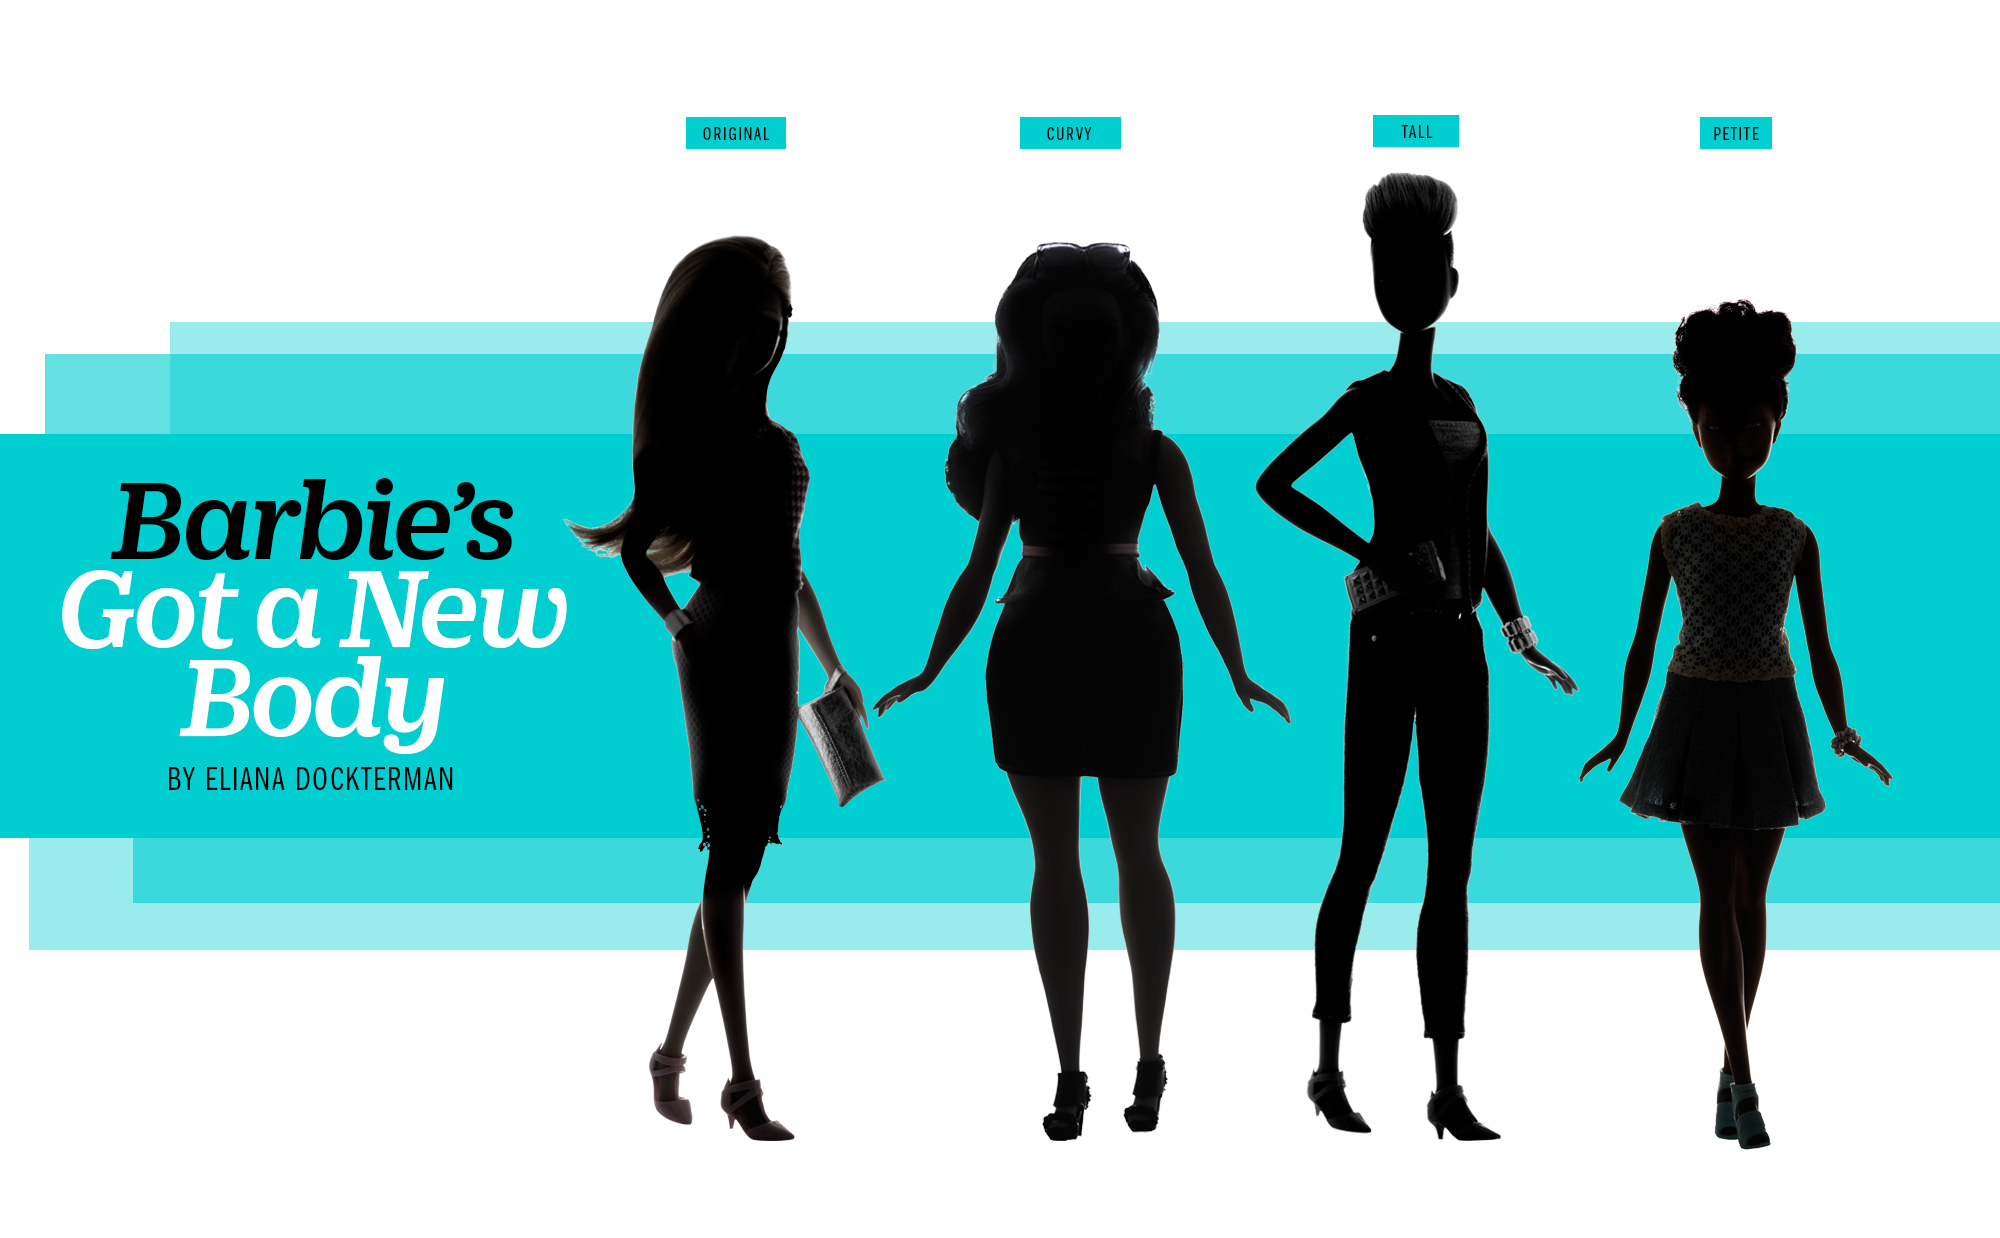 ORIGINAL
CURVY
TALL
PETITE
Barbie’s
Got a New
Body
BY ELIANA DOCKTERMAN